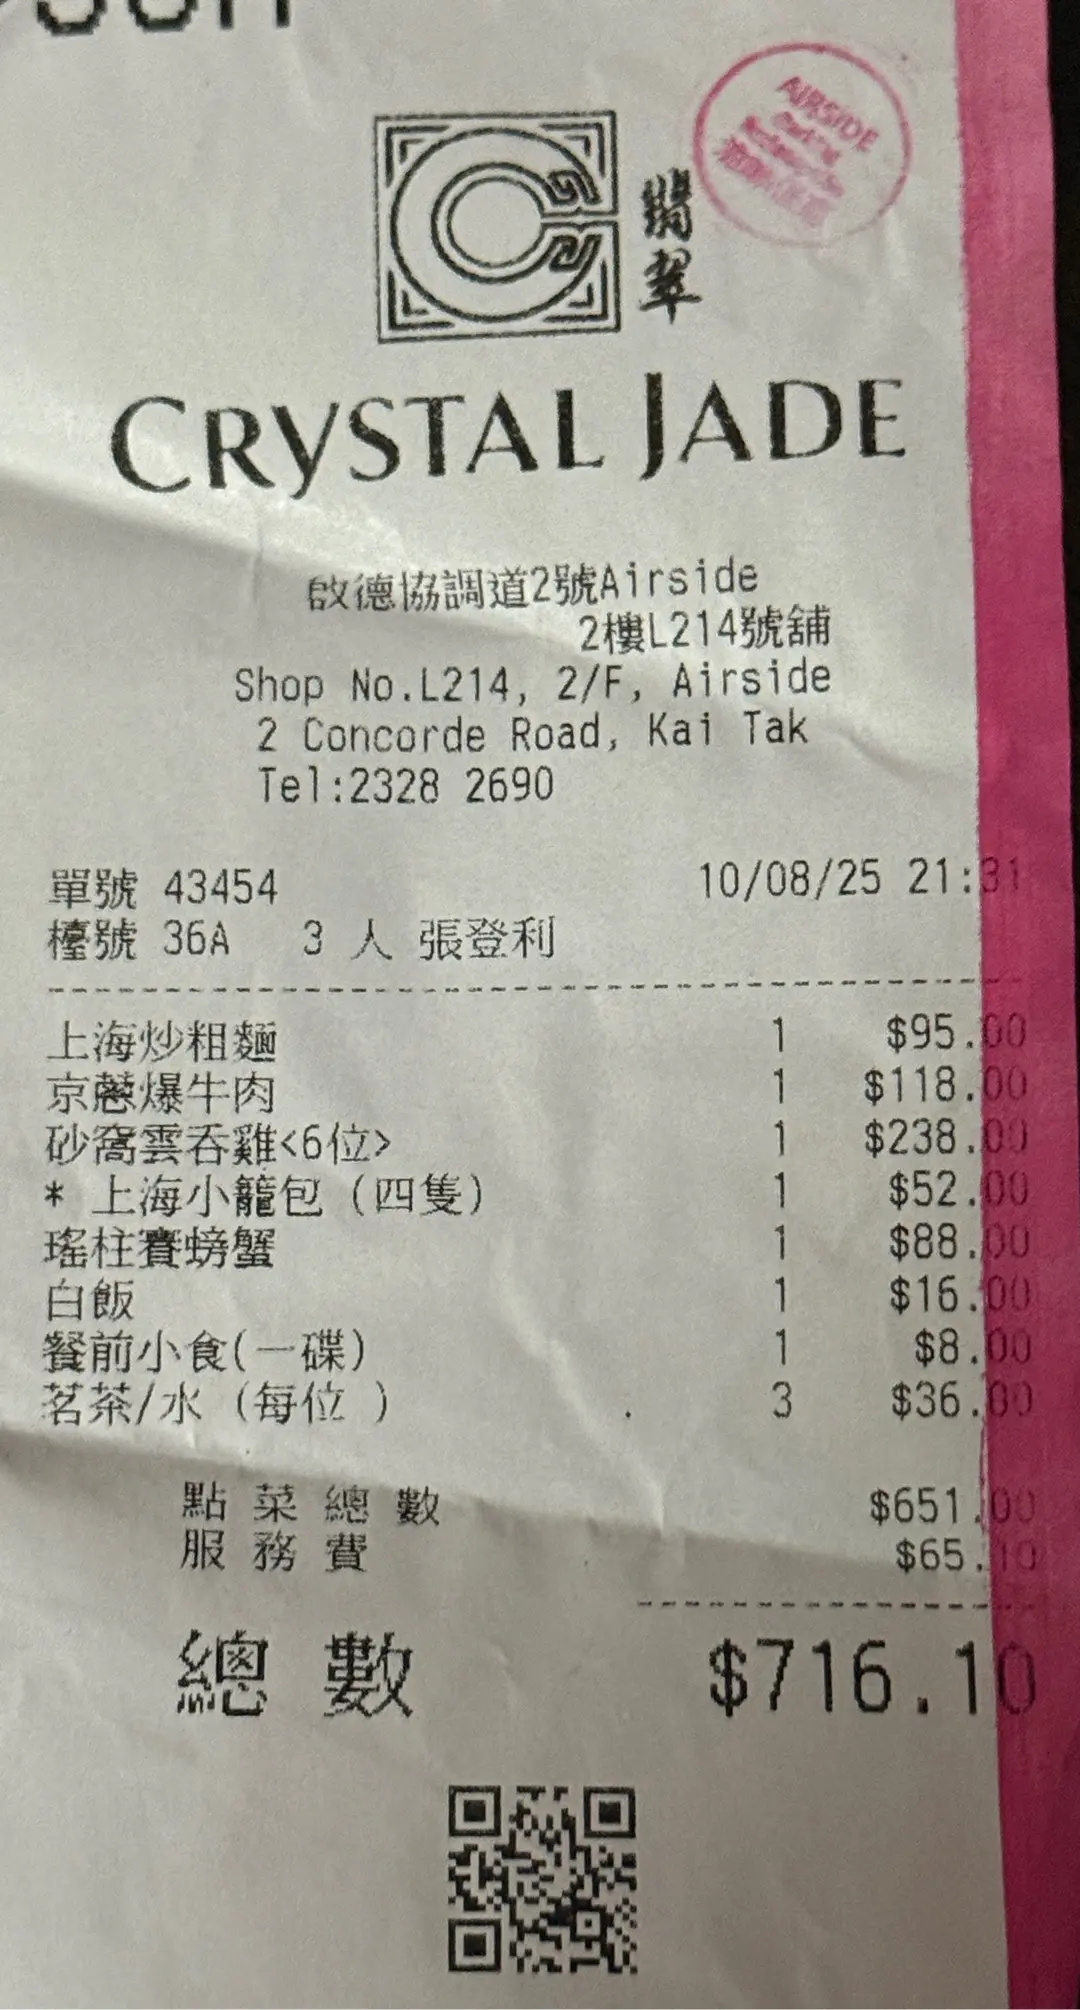 翡翠
AIRSIDE
CRYSTAL JADE
啟德協調道2號Airside
2樓L214號舖
Shop No.L214, 2/F, Airside
2 Concorde Road, Kai Tak
Tel:2328 2690
單號 43454 10/08/25 21:31
檯號 36A 3 人 張登利
上海炒粗麵 1 $95.00
京蔥爆牛肉 1 $118.00
砂窩雲吞雞<6位> 1 $238.00
* 上海小籠包 (四隻) 1 $52.00
瑤柱賽螃蟹 1 $88.00
白飯 1 $16.00
餐前小食(一碟) 1 $8.00
茗茶/水 (每位 ) 3 $36.00
點菜總數 $651.00
服務費 $65.10
總數 $716.10